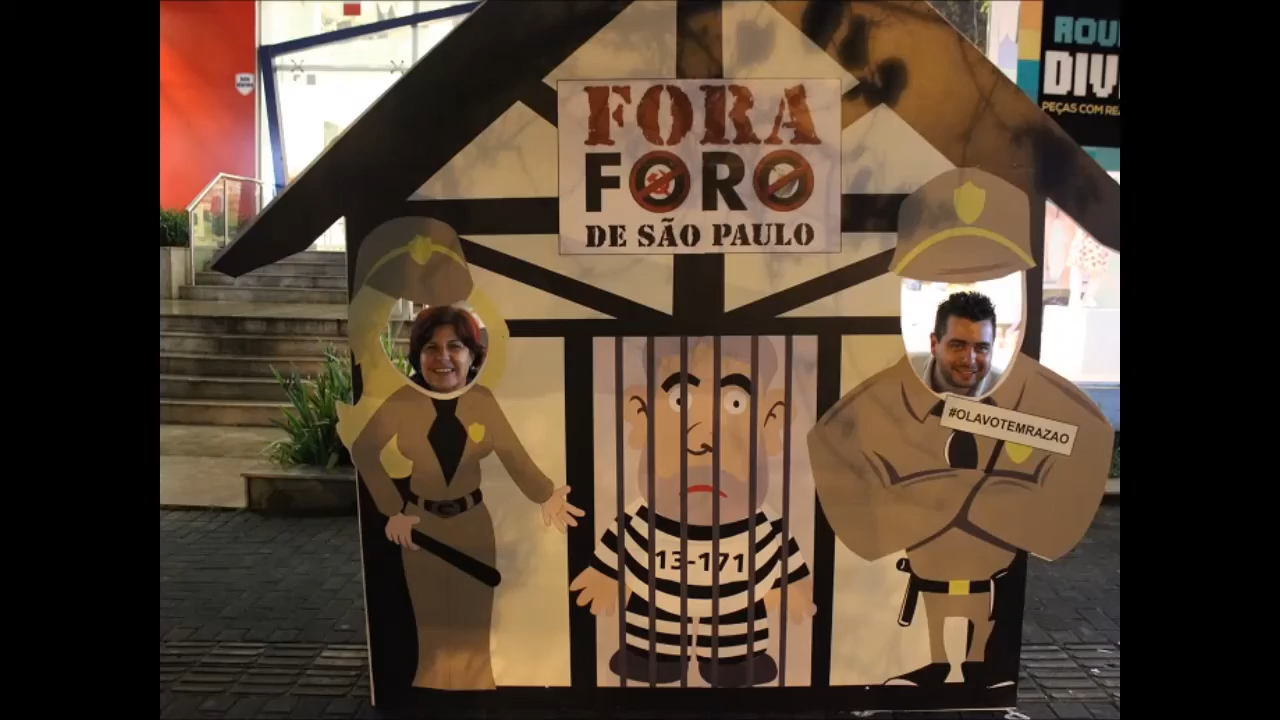 FORA
FORO
DE SÃO PAULO
ROU
DIV
PEÇAS COM RE
#OLAVOTEMRAZAO
13-171